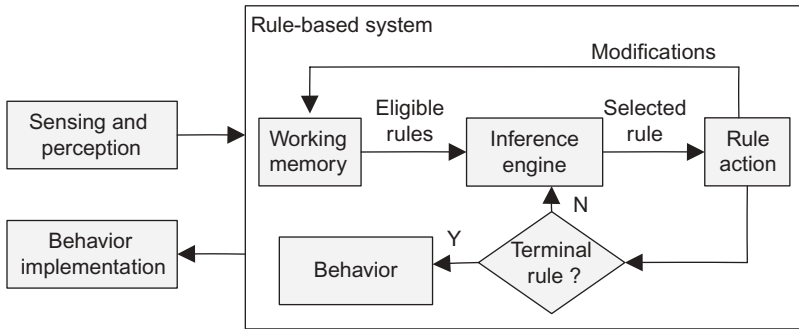 Rule-based system
Modifications
Sensing and
perception
Working
memory
Eligible
rules
Inference
engine
Selected
rule
Rule
action
N
Behavior
implementation
Behavior
Y
Terminal
rule ?